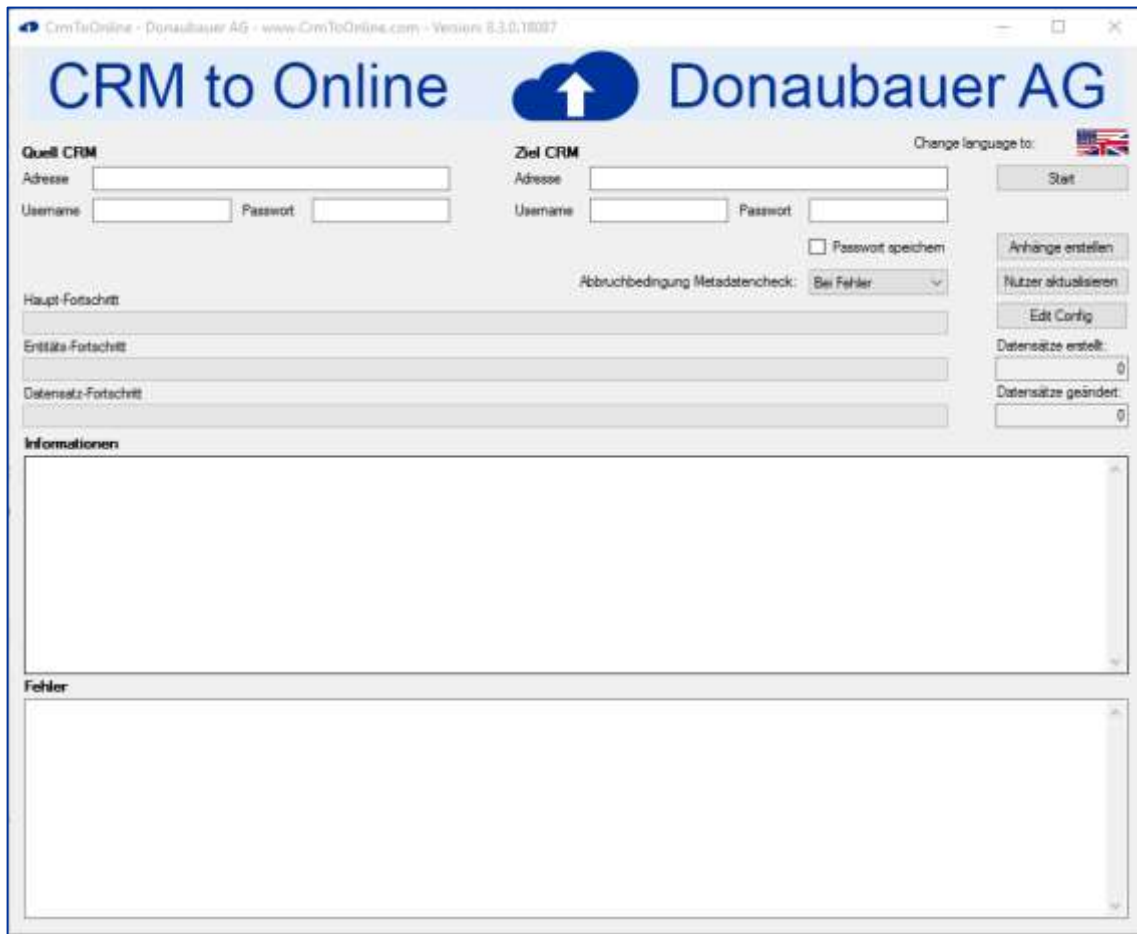 CrmToOnline - Donaubauer AG - www.CrmToOnline.com - Version: 8.3.0.18087
CRM to Online Donaubauer AG
Change language to:
Quell CRM Ziel CRM
Adresse Adresse Start
Username Passwort Username Passwort
Passwort speichern Anhänge erstellen
Abbruchbedingung Metadatencheck: Bei Fehler Nutzer aktualisieren
Haupt-Fortschritt Edit Config
Entitäts-Fortschritt Datensätze erstellt:
0
Datensatz-Fortschritt Datensätze geändert:
0
Informationen
Fehler